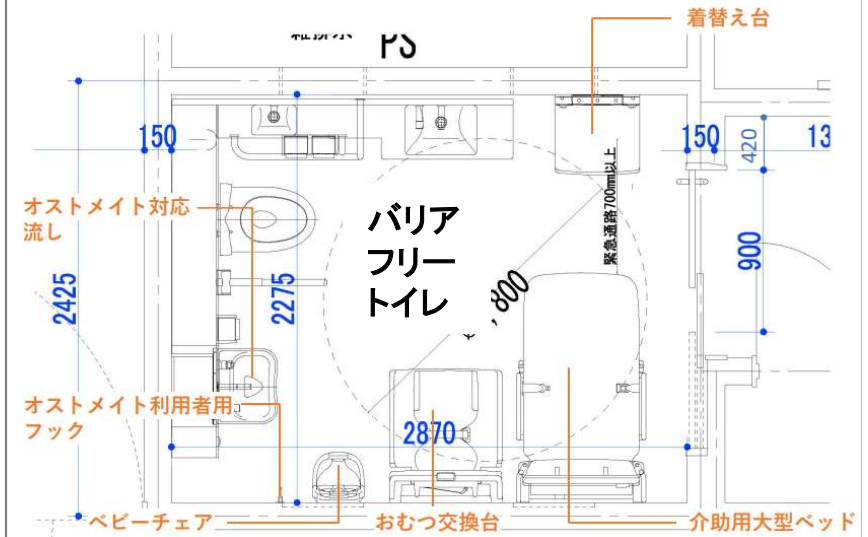 着替え台
PS
150
150
13
420
オストメイト対応
流し
バリア
フリー
トイレ
緊急通路700mm以上
900
2425
2275
,800
オストメイト利用者用
フック
2870
ベビーチェア
おむつ交換台
介助用大型ベッド